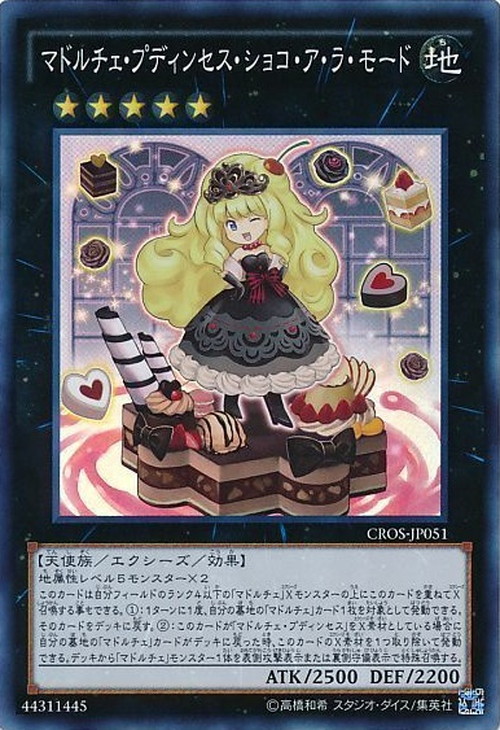 マドルチェ・プディンセス・ショコ・ア・ラ・モード
地
CROS-JP051
【天使族／エクシーズ／効果】
地属性レベル５モンスター×２
このカードは自分フィールドのランク４以下の「マドルチェ」Xモンスターの上にこのカードを重ねてX
召喚する事もできる。①：1ターンに1度、自分の墓地の「マドルチェ」カード1枚を対象として発動できる。
そのカードをデッキに戻す。②：このカードが「マドルチェ・プディンセス」をX素材としている場合に
自分の墓地の「マドルチェ」カードがデッキに戻った時、このカードのX素材を1つ取り除いて発動で
きる。デッキから「マドルチェ」モンスター1体を表側攻撃表示または裏側守備表示で特殊召喚する。
ATK/2500 DEF/2200
44311445
©高橋和希 スタジオ・ダイス/集英社